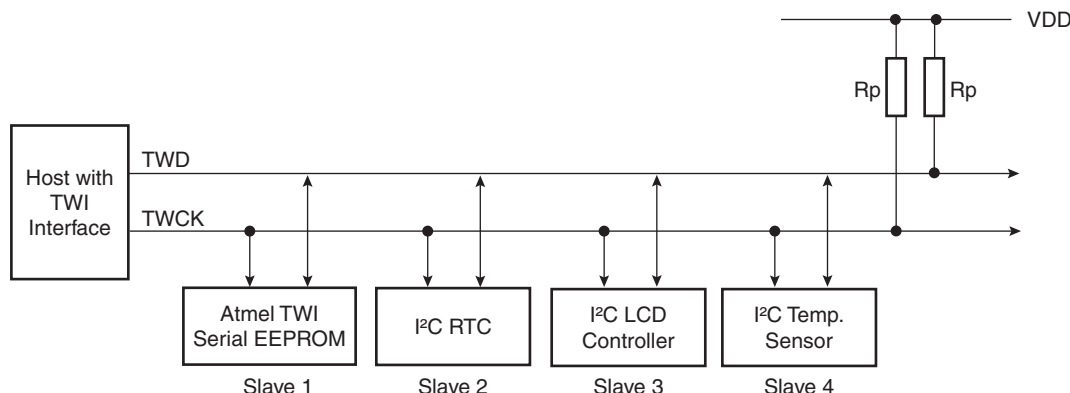 VDD
Rp Rp
Host with
TWI
Interface
TWD
TWCK
Atmel TWI
Serial EEPROM
Slave 1
I²C RTC
Slave 2
I²C LCD
Controller
Slave 3
I²C Temp.
Sensor
Slave 4